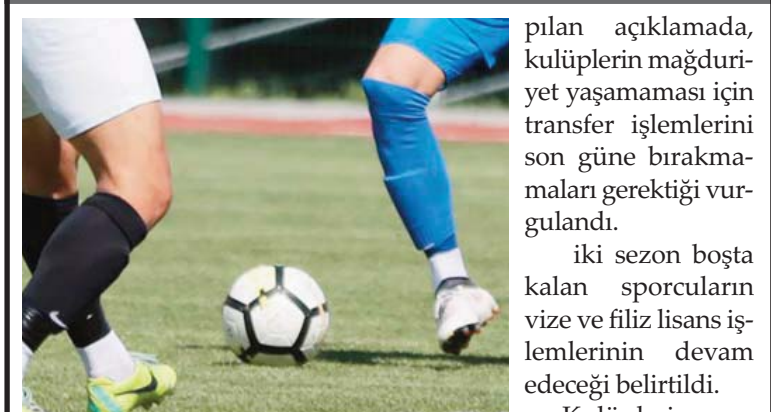 pılan açıklamada,
kulüplerin mağduri-
yet yaşamaması için
transfer işlemlerini
son güne bırakma-
maları gerektiği vur-
gulandı.
iki sezon boşta
kalan sporcuların
vize ve filiz lisans iş-
lemlerinin devam
edeceği belirtildi.